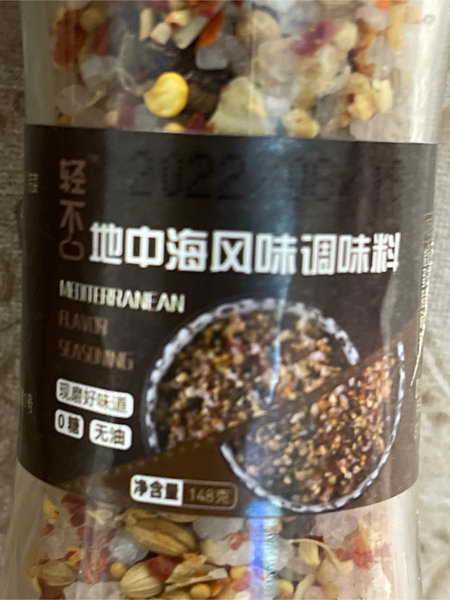 轻不
地中海风味调味料
MEDITERRANEAN
FLAVOR
SEASONING
现磨好味道
0糖 无油
净含量 148克